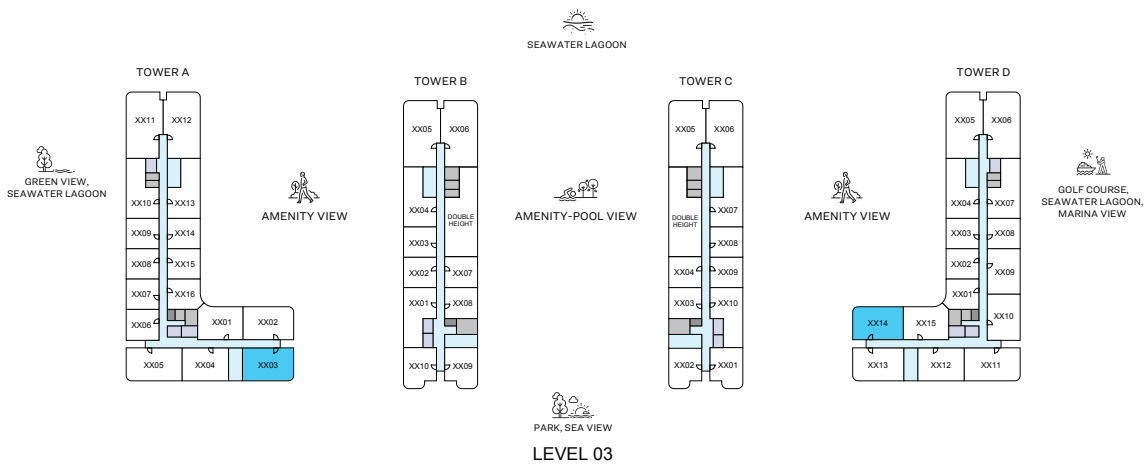 SEAWATER LAGOON
TOWER A
TOWER B
TOWER C
TOWER D
XX11
XX12
XX10
XX13
XX09
XX14
XX08
XX15
XX07
XX16
XX06
XX01
XX02
XX05
XX04
XX03
XX05
XX06
XX04
DOUBLE
HEIGHT
XX03
XX02
XX07
XX01
XX08
XX10
XX09
XX05
XX06
XX07
DOUBLE
HEIGHT
XX08
XX04
XX09
XX03
XX10
XX02
XX01
XX05
XX06
XX04
XX07
XX03
XX08
XX02
XX09
XX01
XX10
XX14
XX15
XX13
XX12
XX11
GREEN VIEW,
SEAWATER LAGOON
AMENITY VIEW
AMENITY-POOL VIEW
AMENITY VIEW
GOLF COURSE,
SEAWATER LAGOON,
MARINA VIEW
PARK, SEA VIEW
LEVEL 03